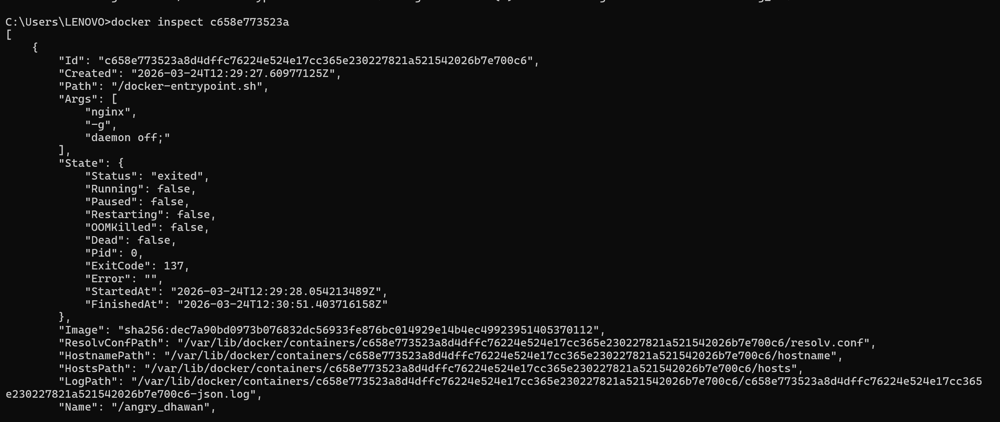 C:\Users\LENOVO>docker inspect c658e773523a
[
    {
        "Id": "c658e773523a8d4dffc76224e524e17cc365e230227821a521542026b7e700c6",
        "Created": "2026-03-24T12:29:27.60977125Z",
        "Path": "/docker-entrypoint.sh",
        "Args": [
            "nginx",
            "-g",
            "daemon off;"
        ],
        "State": {
            "Status": "exited",
            "Running": false,
            "Paused": false,
            "Restarting": false,
            "OOMKilled": false,
            "Dead": false,
            "Pid": 0,
            "ExitCode": 137,
            "Error": "",
            "StartedAt": "2026-03-24T12:29:28.054213489Z",
            "FinishedAt": "2026-03-24T12:30:51.403716158Z"
        },
        "Image": "sha256:dec7a90bd0973b076832dc56933fe876bc014929e14b4ec49923951405370112",
        "ResolvConfPath": "/var/lib/docker/containers/c658e773523a8d4dffc76224e524e17cc365e230227821a521542026b7e700c6/resolv.conf",
        "HostnamePath": "/var/lib/docker/containers/c658e773523a8d4dffc76224e524e17cc365e230227821a521542026b7e700c6/hostname",
        "HostsPath": "/var/lib/docker/containers/c658e773523a8d4dffc76224e524e17cc365e230227821a521542026b7e700c6/hosts",
        "LogPath": "/var/lib/docker/containers/c658e773523a8d4dffc76224e524e17cc365e230227821a521542026b7e700c6/c658e773523a8d4dffc76224e524e17cc365
e230227821a521542026b7e700c6-json.log",
        "Name": "/angry_dhawan",